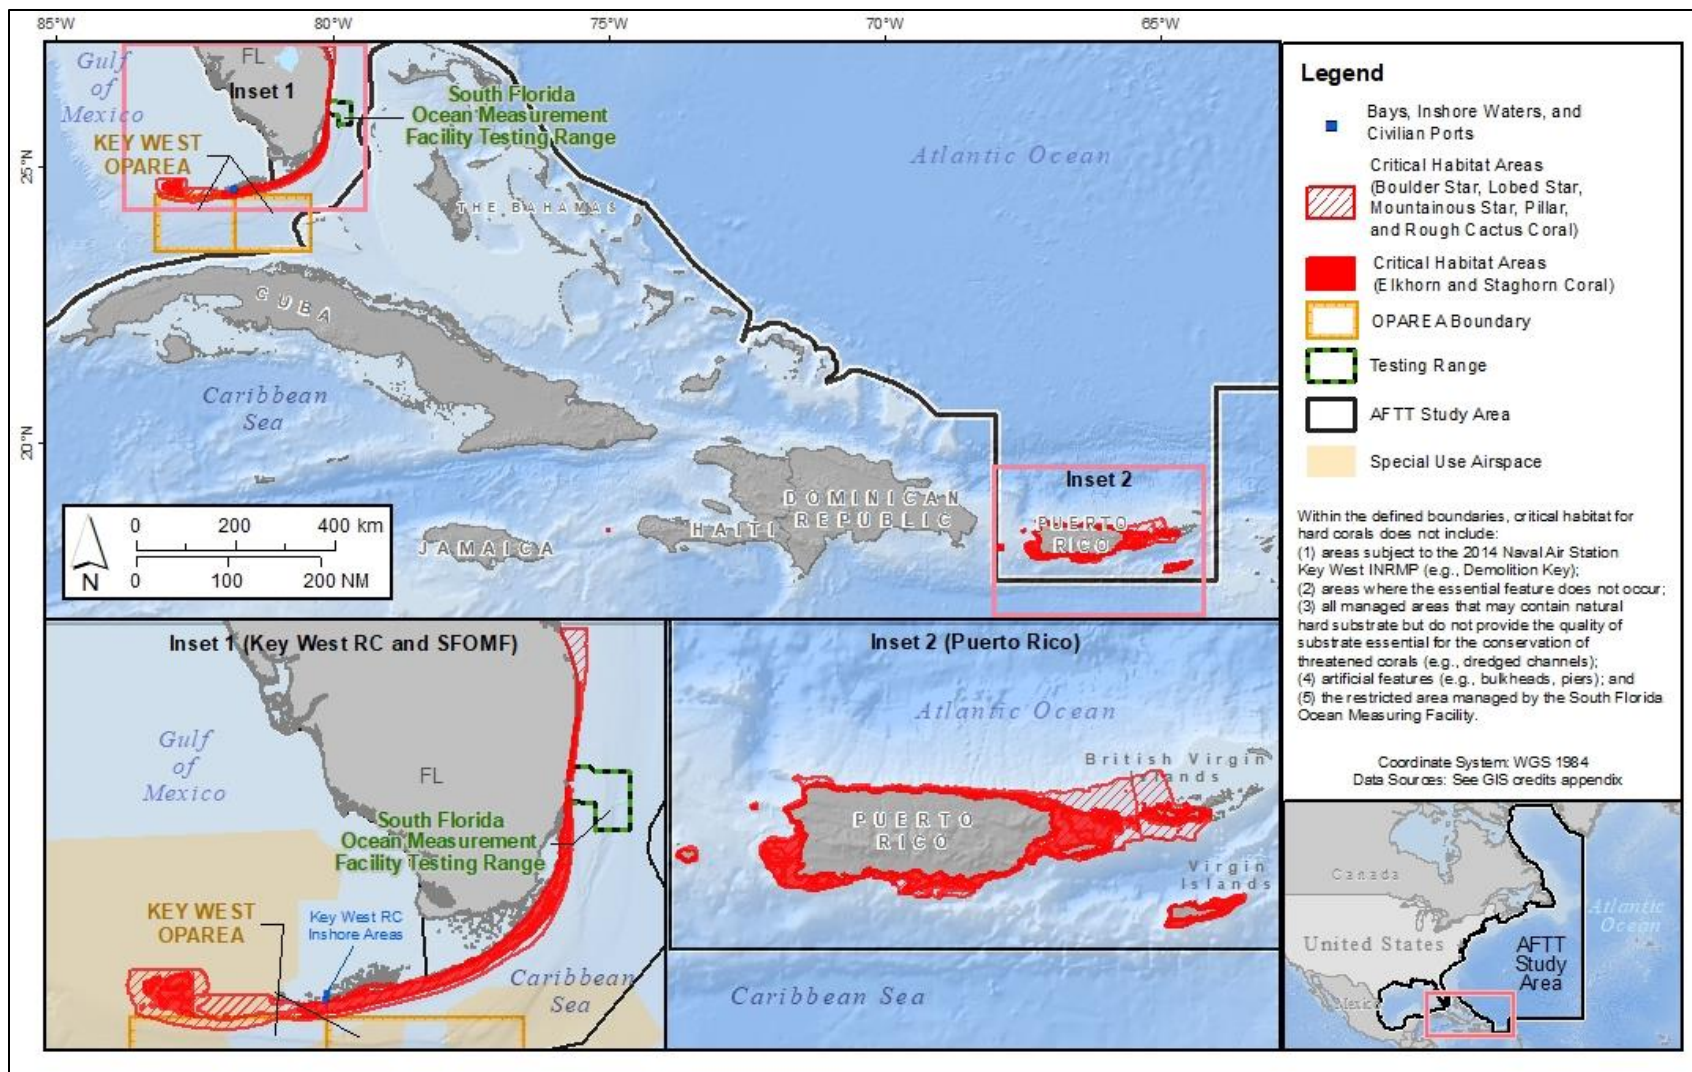 85°W
80°W
75°W
70°W
65°W
25°N
20°N
Gulf
of
Mexico
FL
Inset 1
South Florida
Ocean Measurement
Facility Testing Range
KEY WEST
OPAREA
Atlantic Ocean
THE BAHAMAS
CUBA
Caribbean
Sea
Inset 2
DOMINICAN
REPUBLIC
HAITI
JAMAICA
PUERTO
RICO
0 200 400 km
0 100 200 NM
N
Inset 1 (Key West RC and SFOMF)
Gulf
of
Mexico
FL
South Florida
Ocean Measurement
Facility Testing Range
KEY WEST
OPAREA
Key West RC
Inshore Areas
Caribbean
Sea
Inset 2 (Puerto Rico)
Atlantic Ocean
British Virgin
Islands
PUERTO
RICO
Virgin
Islands
Caribbean Sea
Legend
Bays, Inshore Waters, and
Civilian Ports
Critical Habitat Areas
(Boulder Star, Lobed Star,
Mountainous Star, Pillar,
and Rough Cactus Coral)
Critical Habitat Areas
(Elkhorn and Staghorn Coral)
OPAREA Boundary
Testing Range
AFTT Study Area
Special Use Airspace
Within the defined boundaries, critical habitat for
hard corals does not include:
(1) areas subject to the 2014 Naval Air Station
Key West INRMP (e.g., Demolition Key);
(2) areas where the essential feature does not occur;
(3) all managed areas that may contain natural
hard substrate but do not provide the quality of
substrate essential for the conservation of
threatened corals (e.g., dredged channels);
(4) artificial features (e.g., bulkheads, piers); and
(5) the restricted area managed by the South Florida
Ocean Measuring Facility.
Coordinate System: WGS 1984
Data Sources: See GIS credits appendix
Canada
United States
Mexico
Atlantic
Ocean
AFTT
Study
Area